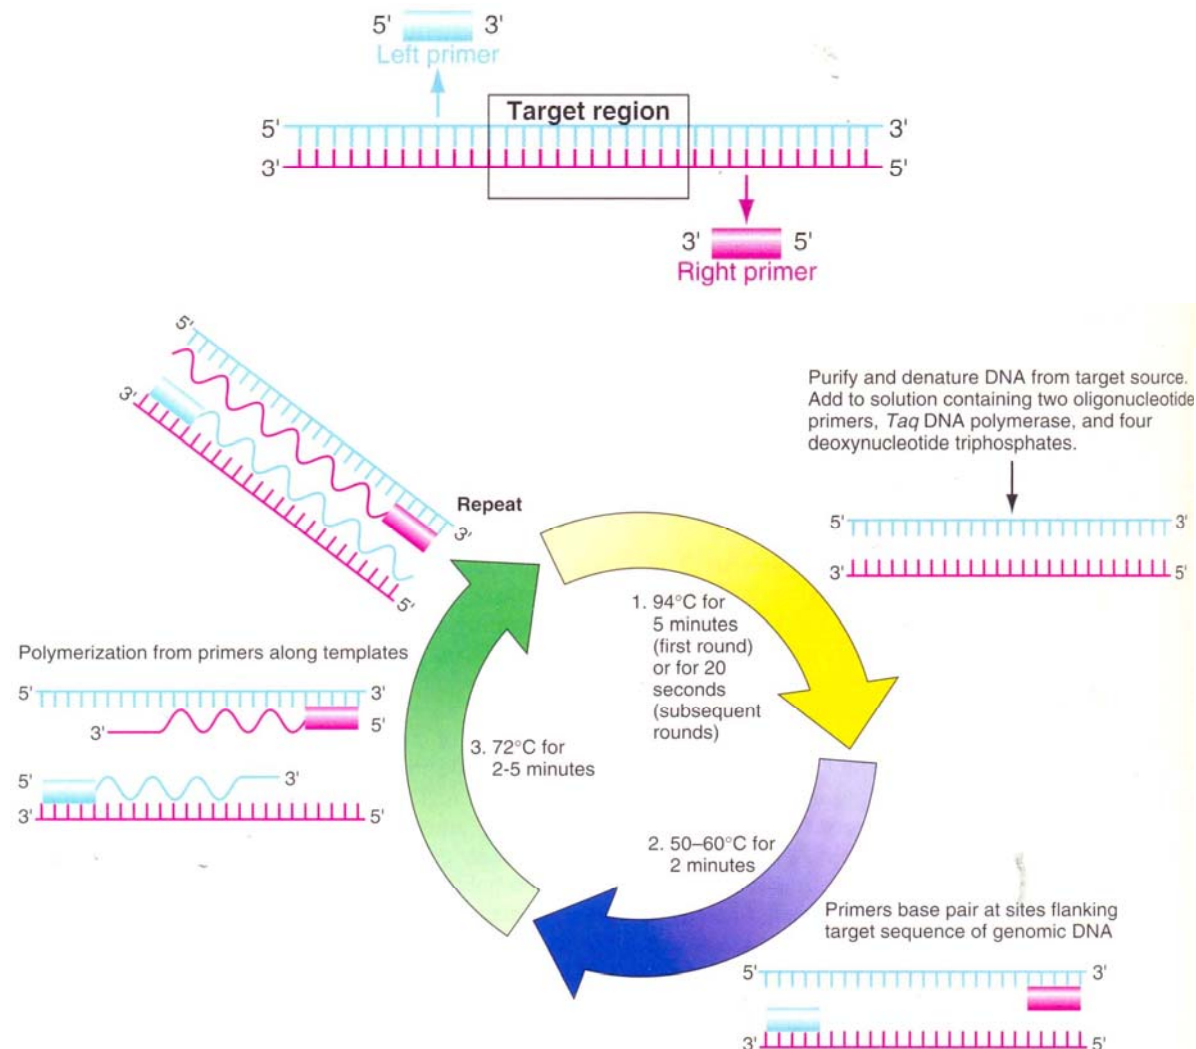 5' 3'
Left primer
Target region
5' 3'
3' 5'
3' 5'
Right primer
5'
3'
3'
5'
Repeat
Purify and denature DNA from target source.
Add to solution containing two oligonucleotide
primers, Taq DNA polymerase, and four
deoxynucleotide triphosphates.
5' 3'
3' 5'
1. 94°C for
5 minutes
(first round)
or for 20
seconds
(subsequent
rounds)
Polymerization from primers along templates
5' 3'
3' 5'
5' 3'
3' 5'
3. 72°C for
2-5 minutes
2. 50–60°C for
2 minutes
Primers base pair at sites flanking
target sequence of genomic DNA
5' 3'
3' 5'